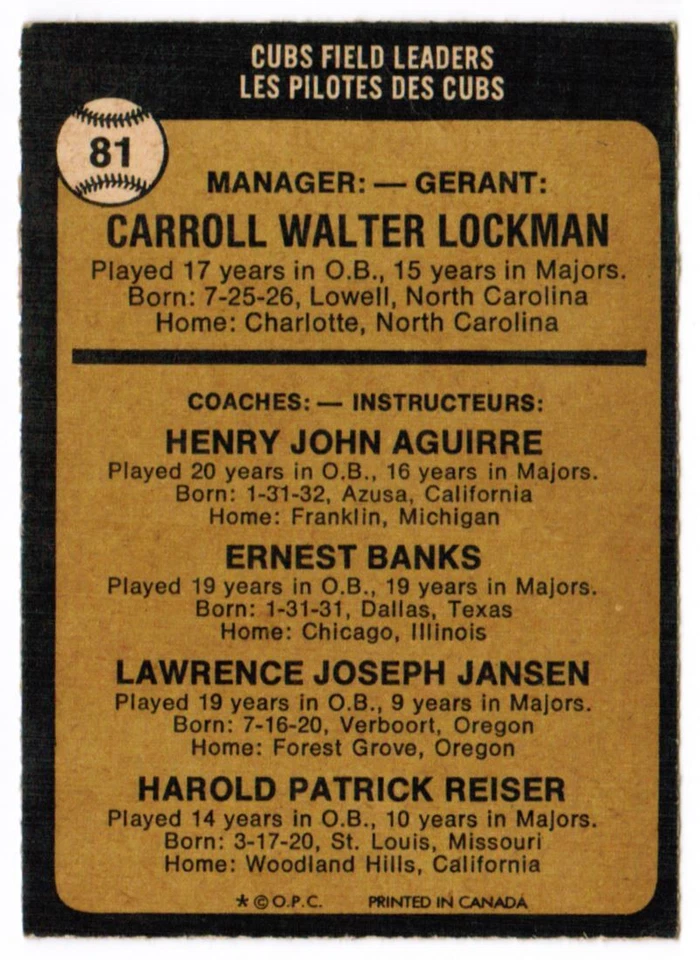 CUBS FIELD LEADERS
LES PILOTES DES CUBS
81
MANAGER: — GERANT:
CARROLL WALTER LOCKMAN
Played 17 years in O.B., 15 years in Majors.
Born: 7-25-26, Lowell, North Carolina
Home: Charlotte, North Carolina
COACHES: — INSTRUCTEURS:
HENRY JOHN AGUIRRE
Played 20 years in O.B., 16 years in Majors.
Born: 1-31-32, Azusa, California
Home: Franklin, Michigan
ERNEST BANKS
Played 19 years in O.B., 19 years in Majors.
Born: 1-31-31, Dallas, Texas
Home: Chicago, Illinois
LAWRENCE JOSEPH JANSEN
Played 19 years in O.B., 9 years in Majors.
Born: 7-16-20, Verboort, Oregon
Home: Forest Grove, Oregon
HAROLD PATRICK REISER
Played 14 years in O.B., 10 years in Majors.
Born: 3-17-20, St. Louis, Missouri
Home: Woodland Hills, California
* © O.P.C. PRINTED IN CANADA